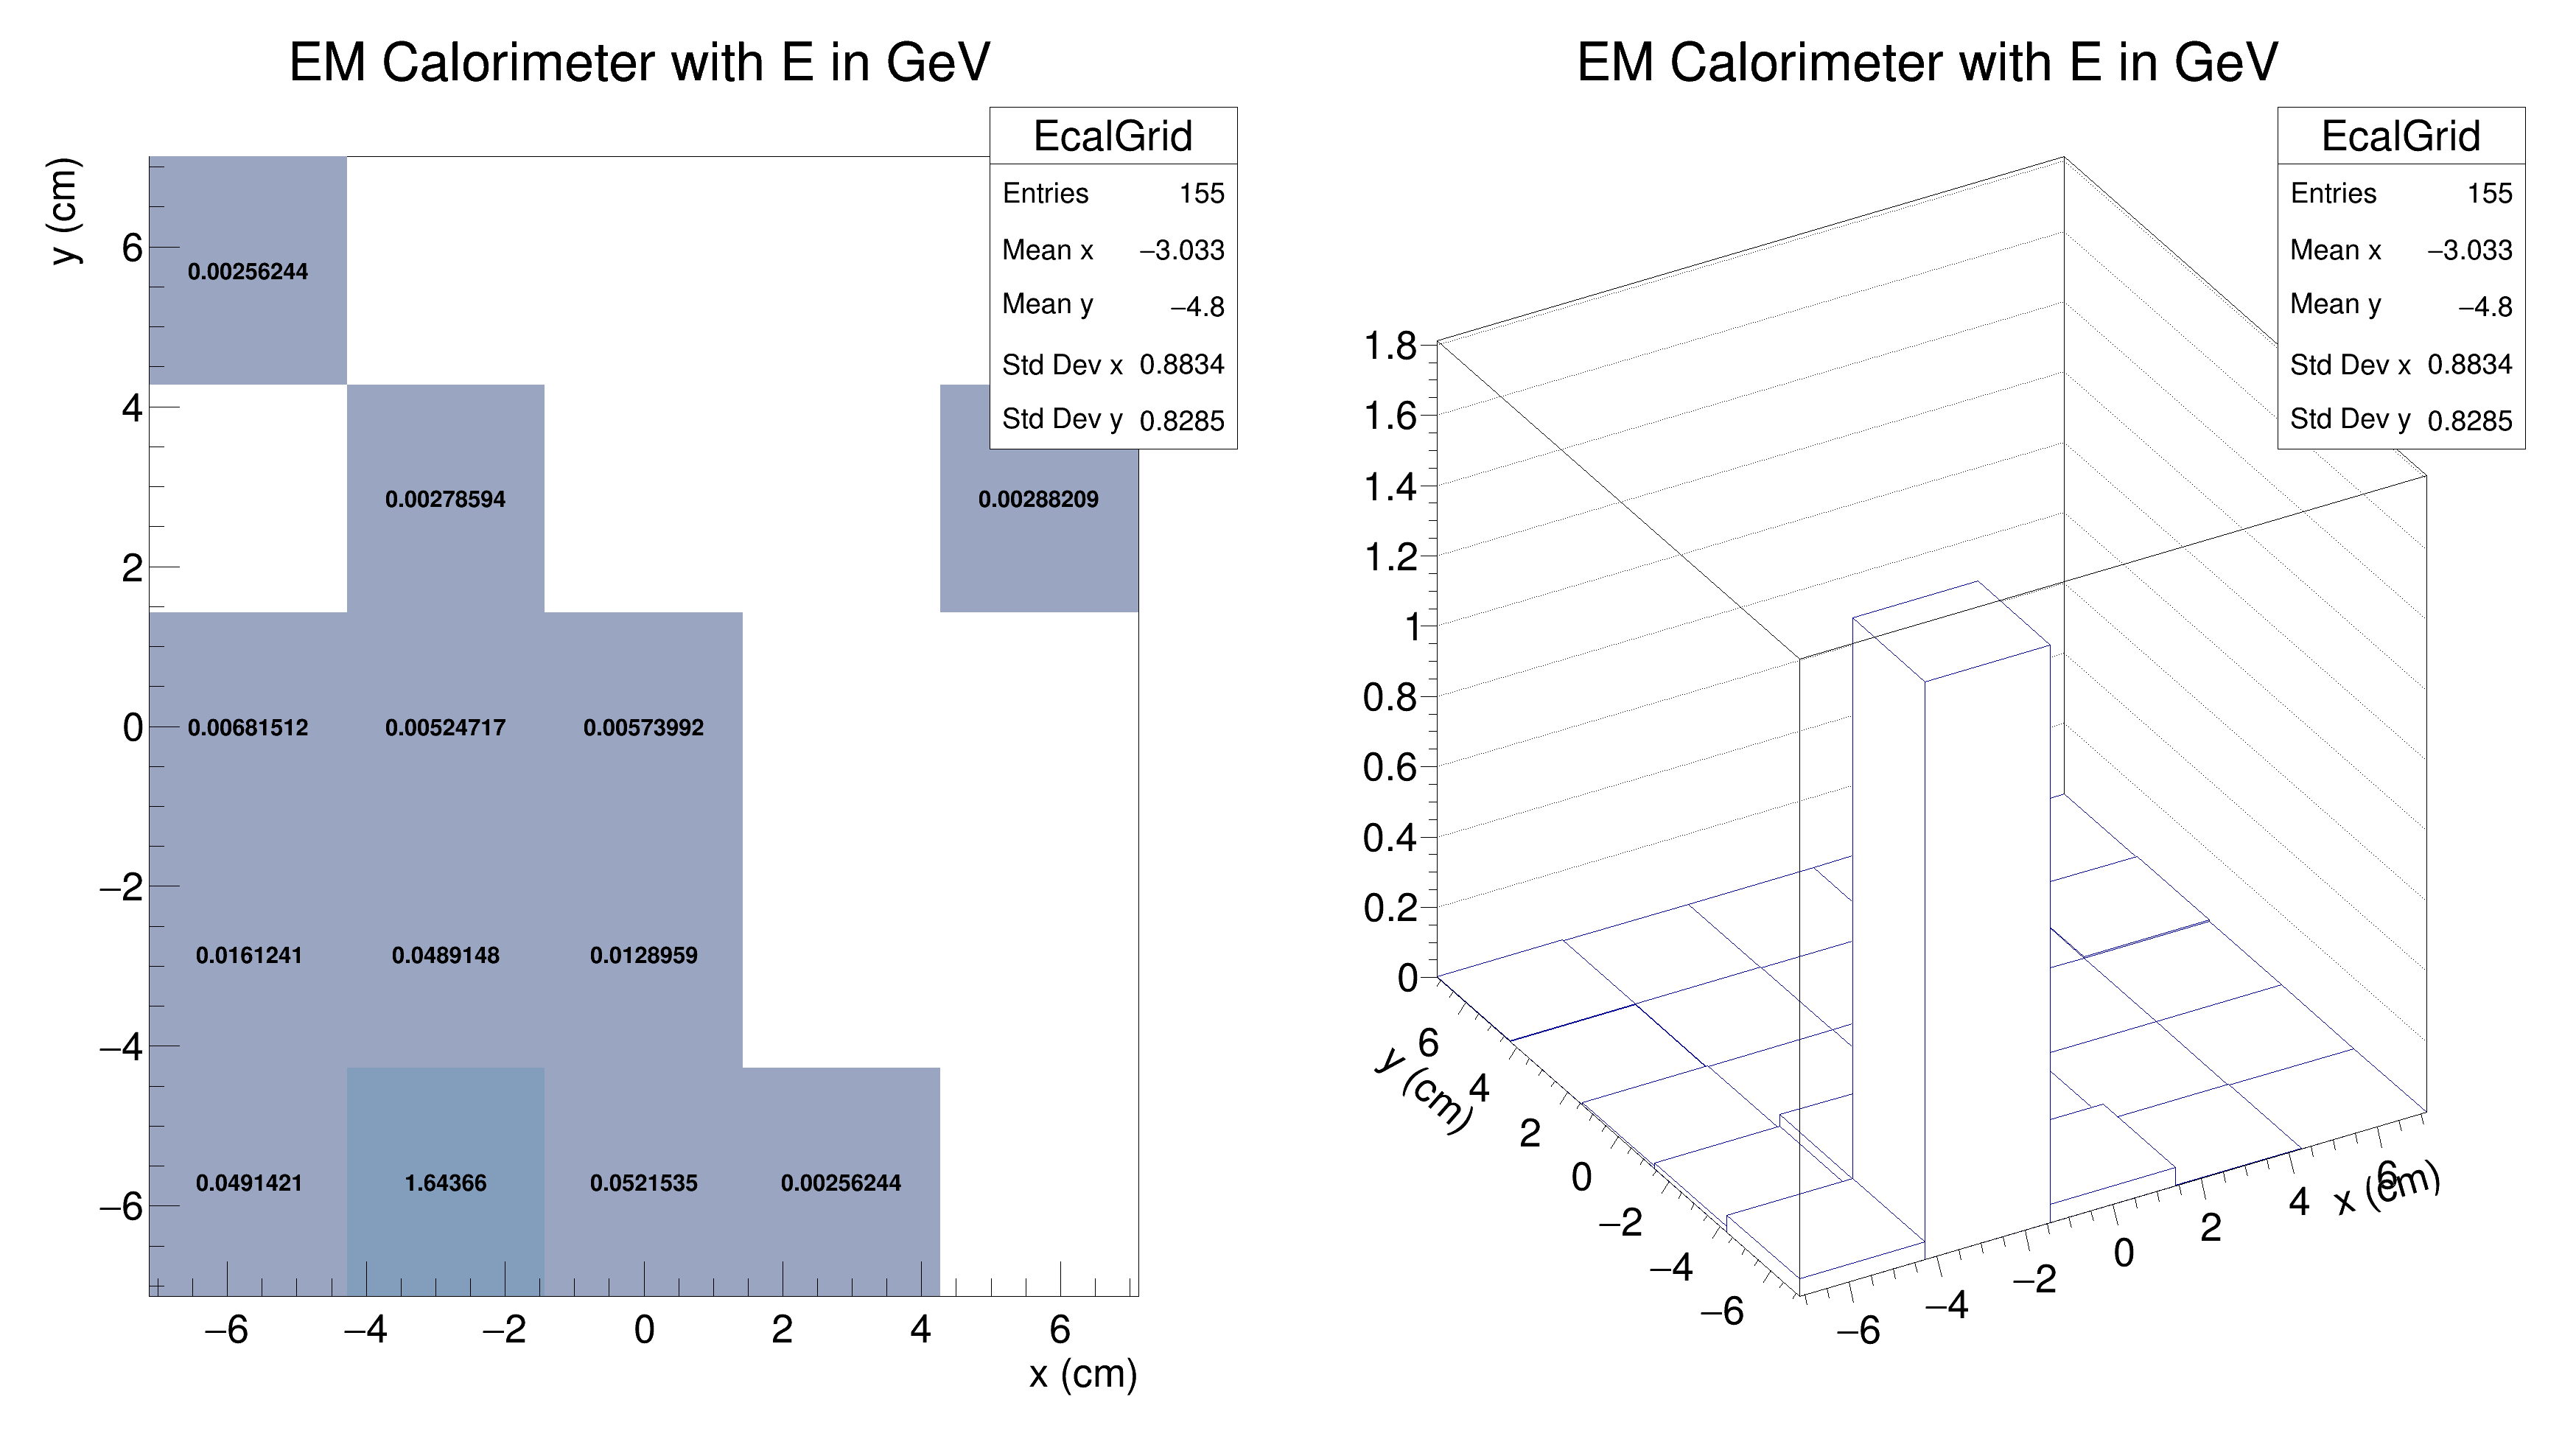 EM Calorimeter with E in GeV
EcalGrid
Entries 155
Mean x −3.033
Mean y −4.8
Std Dev x 0.8834
Std Dev y 0.8285
y (cm)
6
4
2
0
−2
−4
−6
0.00256244
0.00278594 0.00288209
0.00681512 0.00524717 0.00573992
0.0161241 0.0489148 0.0128959
0.0491421 1.64366 0.0521535 0.00256244
−6 −4 −2 0 2 4 6
x (cm)
EM Calorimeter with E in GeV
EcalGrid
Entries 155
Mean x −3.033
Mean y −4.8
Std Dev x 0.8834
Std Dev y 0.8285
1.8
1.6
1.4
1.2
1
0.8
0.6
0.4
0.2
0
y (cm)
6
4
2
0
−2
−4
−6
−6
−4
−2
0
2
4
6
x (cm)